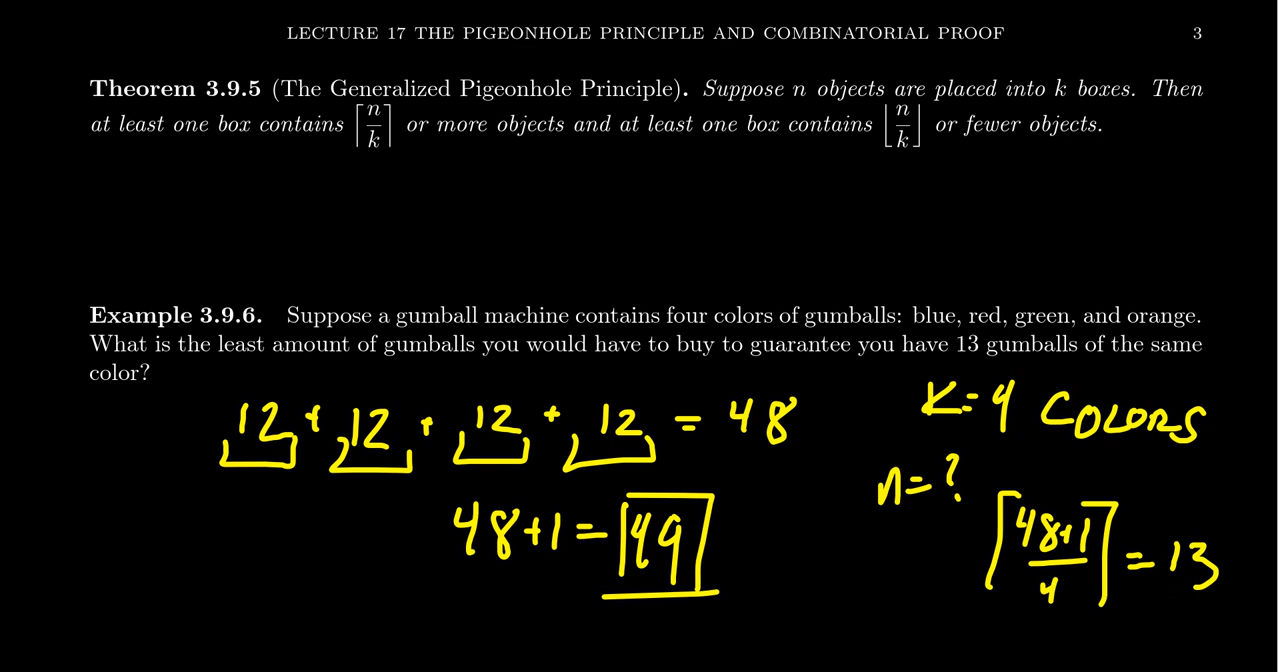 LECTURE 17 THE PIGEONHOLE PRINCIPLE AND COMBINATORIAL PROOF 3
Theorem 3.9.5 (The Generalized Pigeonhole Principle). Suppose n objects are placed into k boxes. Then
at least one box contains ⌈n/k⌉ or more objects and at least one box contains ⌊n/k⌋ or fewer objects.
Example 3.9.6. Suppose a gumball machine contains four colors of gumballs: blue, red, green, and orange.
What is the least amount of gumballs you would have to buy to guarantee you have 13 gumballs of the same
color?
12 + 12 + 12 + 12 = 48
K=4 COLORS
n=?
48+1=49
⌈48+1/4⌉=13